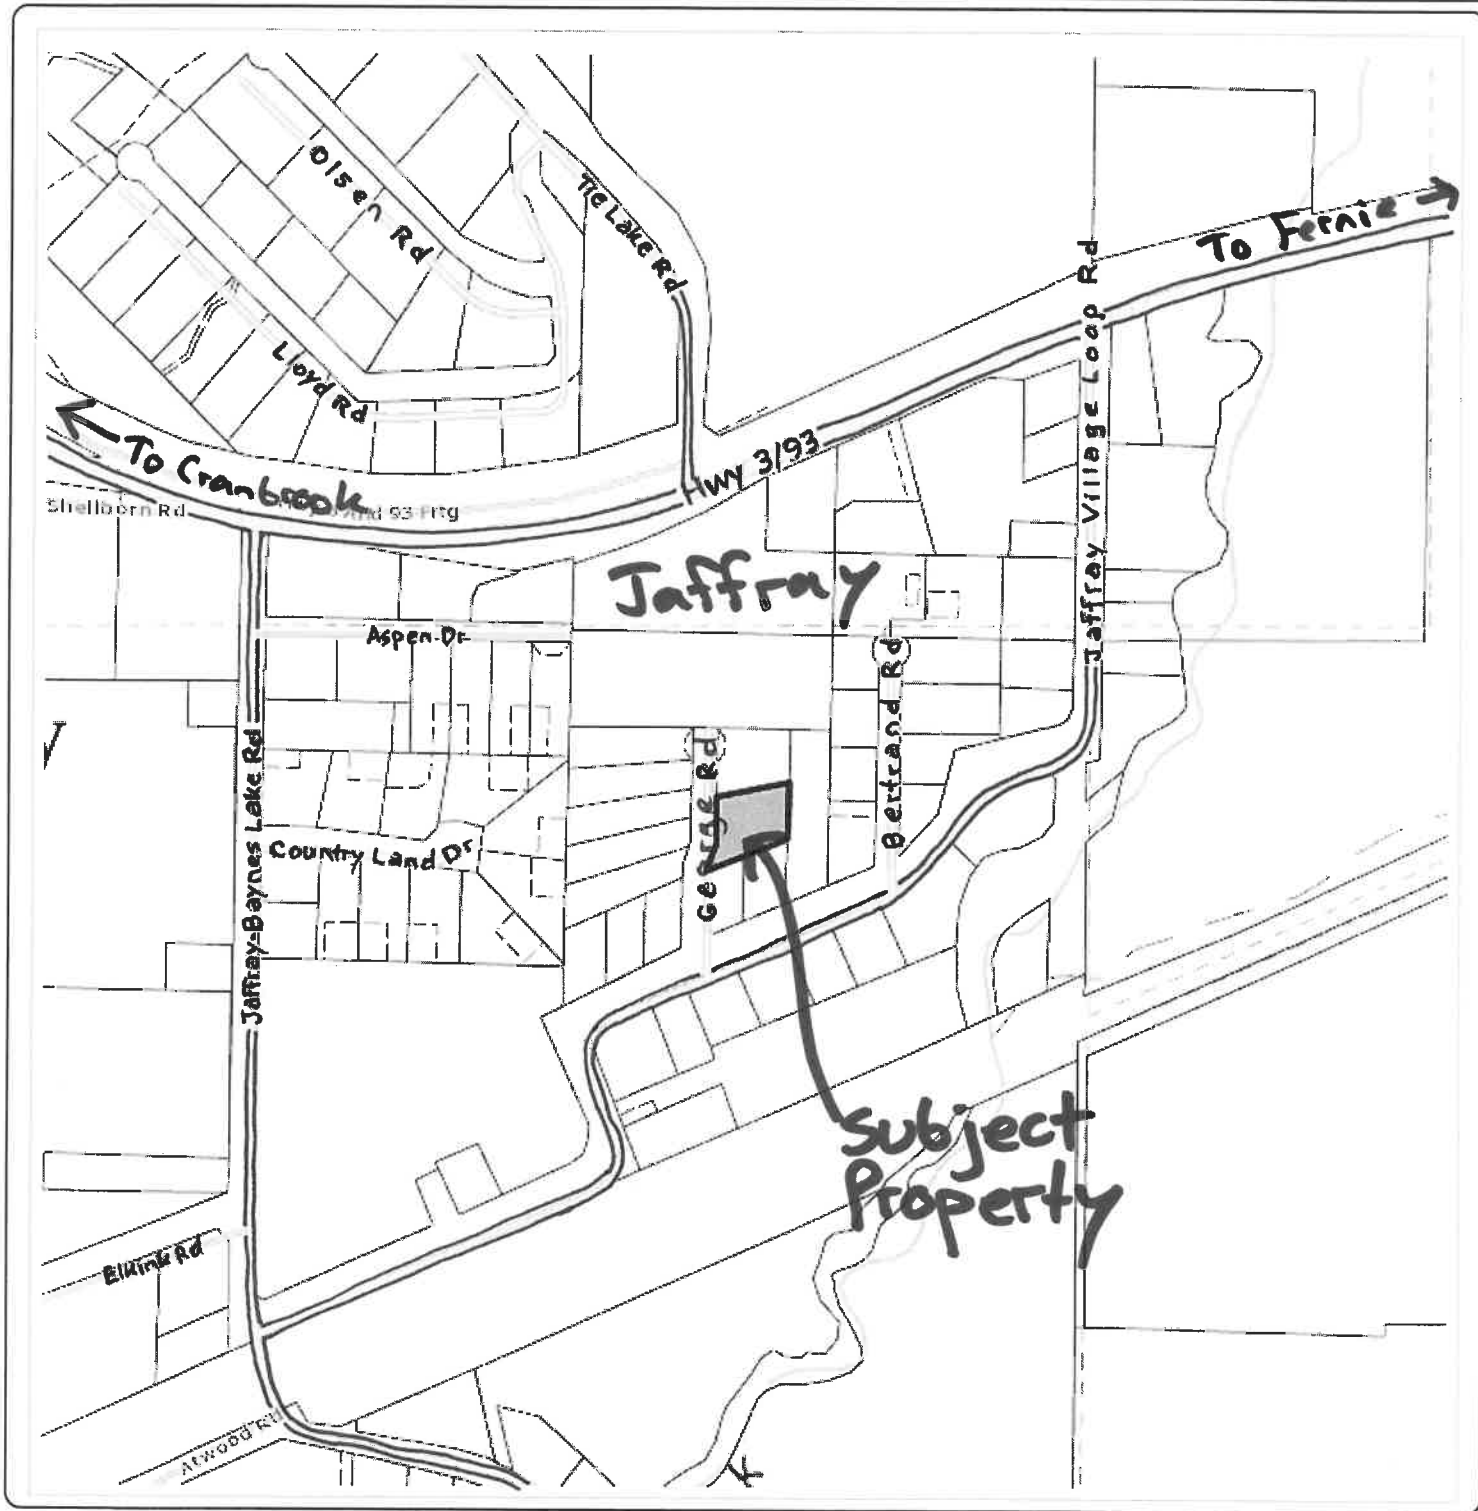 Olsen Rd
Tie Lake Rd
To Fernie
Lloyd Rd
To Cranbrook
Hwy 3/93
Shellborn Rd
93 Frtg
Jaffray Village Loop Rd
Jaffray
Aspen Dr
Bertrand Rd
George Rd
Jaffray-Baynes Lake Rd
Country Land Dr
Subject
Property
Elkink Rd
Atwood Rd
K